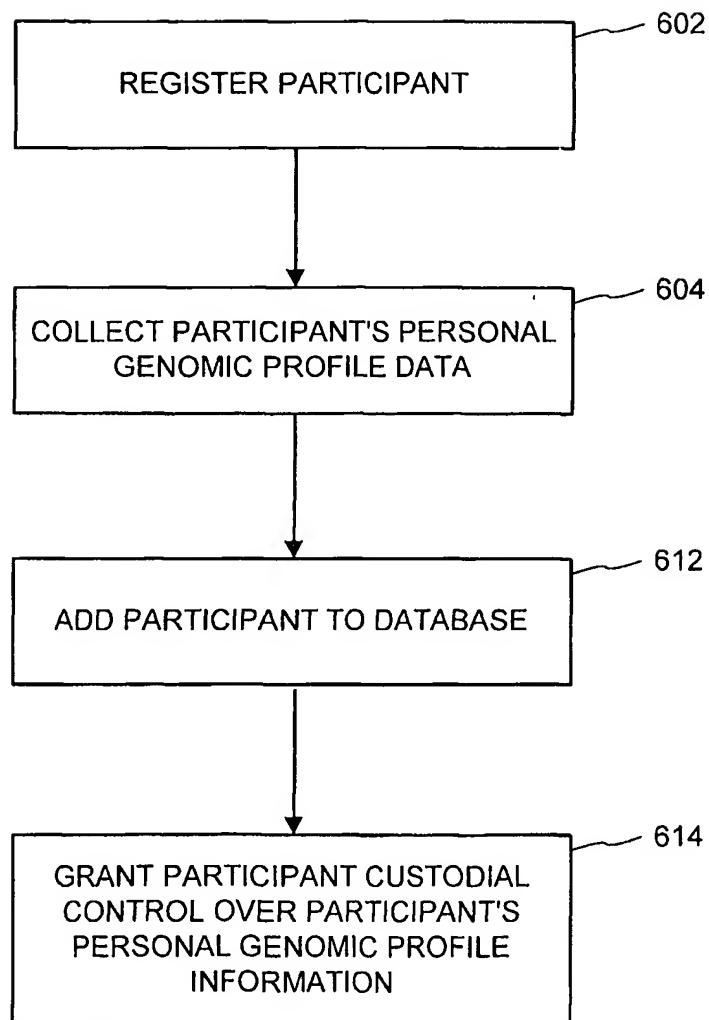 602
REGISTER PARTICIPANT
604
COLLECT PARTICIPANT'S PERSONAL
GENOMIC PROFILE DATA
612
ADD PARTICIPANT TO DATABASE
614
GRANT PARTICIPANT CUSTODIAL
CONTROL OVER PARTICIPANT'S
PERSONAL GENOMIC PROFILE
INFORMATION